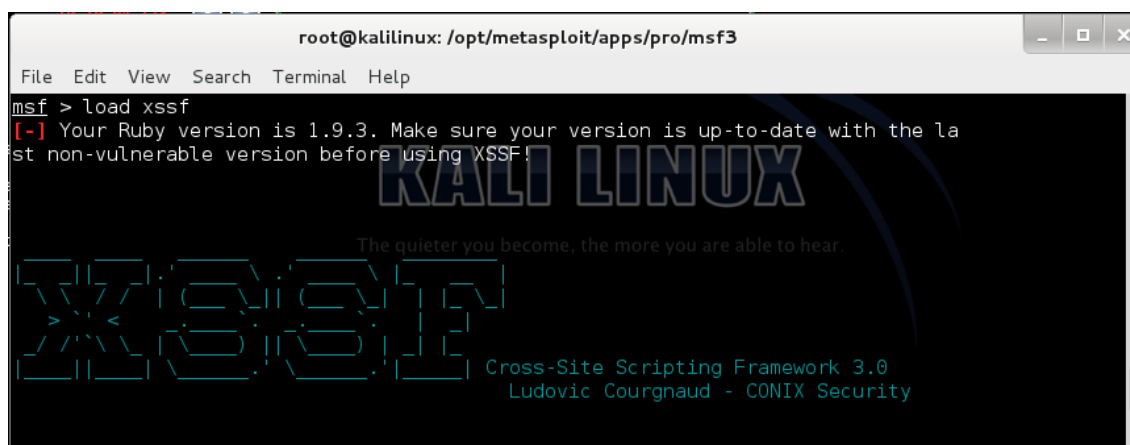 root@kalilinux: /opt/metasploit/apps/pro/msf3
File Edit View Search Terminal Help
msf > load xssf
[-] Your Ruby version is 1.9.3. Make sure your version is up-to-date with the la
st non-vulnerable version before using XSSF!
KALI LINUX
The quieter you become, the more you are able to hear.
XSSF
Cross-Site Scripting Framework 3.0
Ludovic Courgnaud - CONIX Security